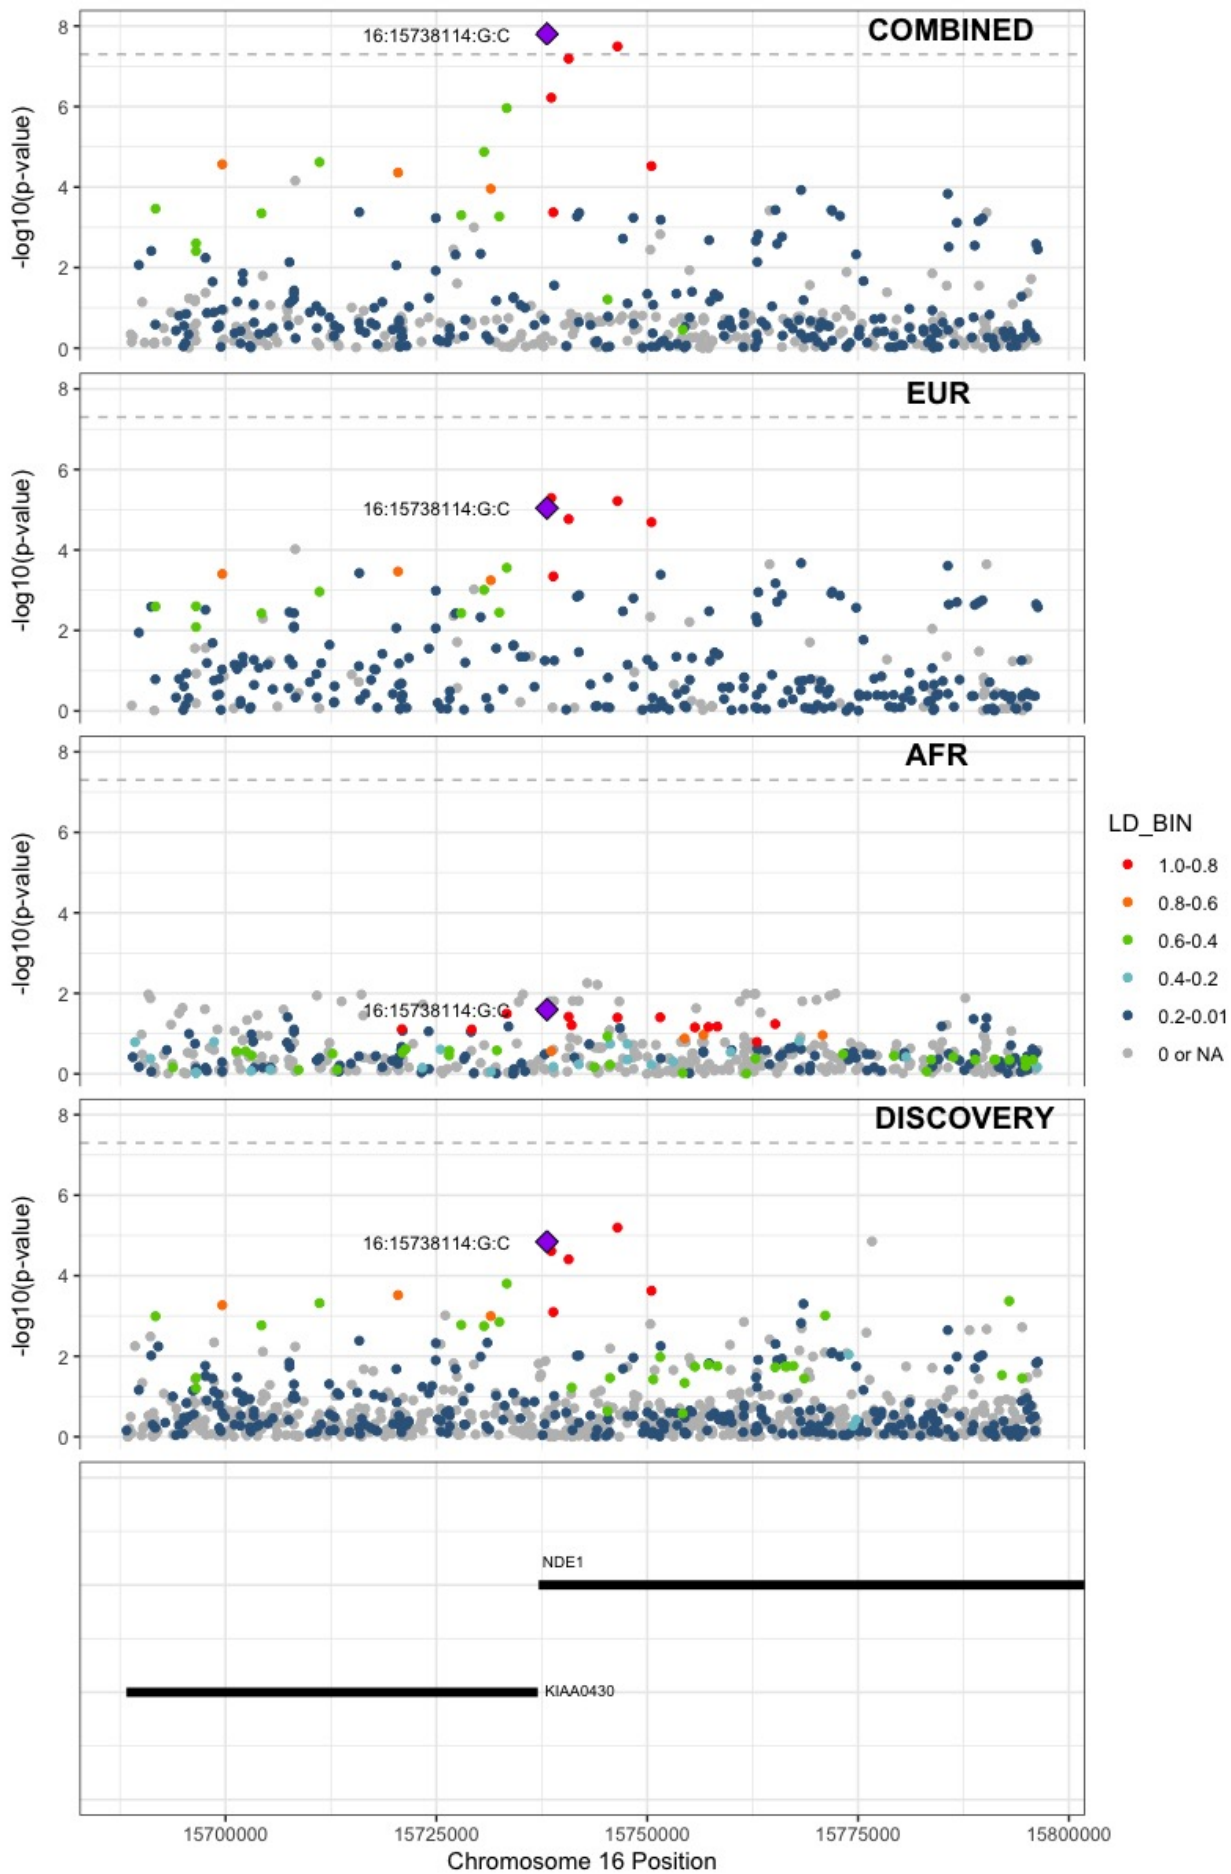 COMBINED
16:15738114:G:C
-log10(p-value)
8
6
4
2
0
EUR
16:15738114:G:C
-log10(p-value)
8
6
4
2
0
AFR
16:15738114:G:C
-log10(p-value)
8
6
4
2
0
LD_BIN
1.0-0.8
0.8-0.6
0.6-0.4
0.4-0.2
0.2-0.01
0 or NA
DISCOVERY
16:15738114:G:C
-log10(p-value)
8
6
4
2
0
NDE1
KIAA0430
15700000 15725000 15750000 15775000 15800000
Chromosome 16 Position